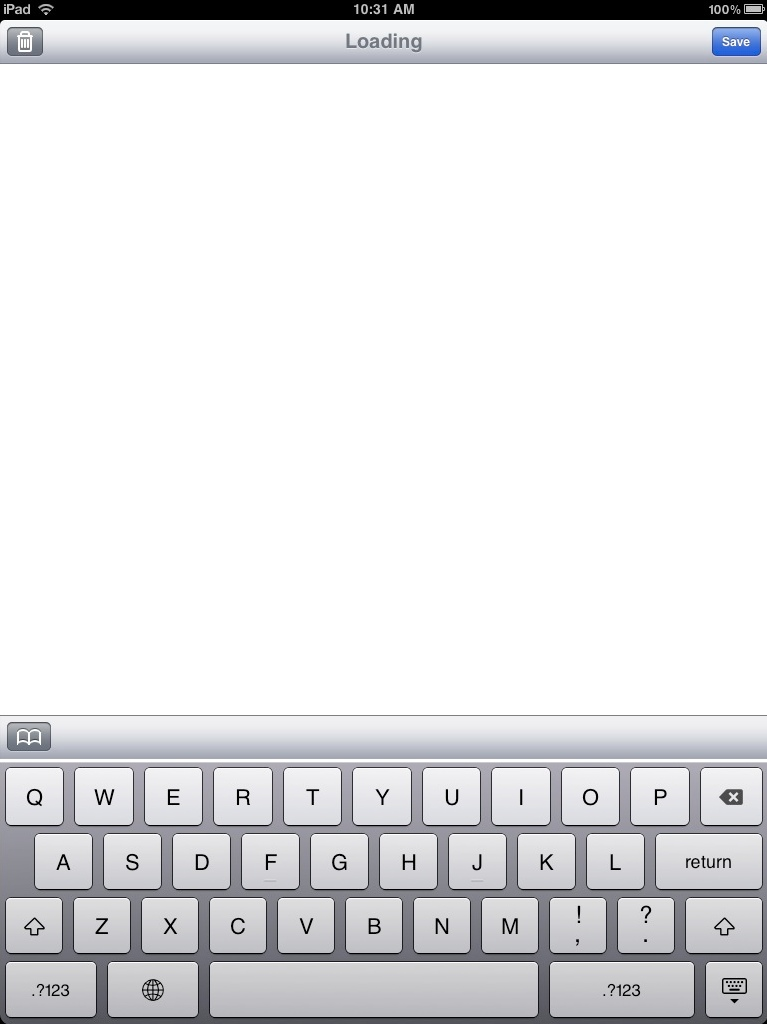 iPad 10:31 AM 100%
Loading Save
Q W E R T Y U I O P
A S D F G H J K L return
Z X C V B N M ! , ? .
.?123 .?123